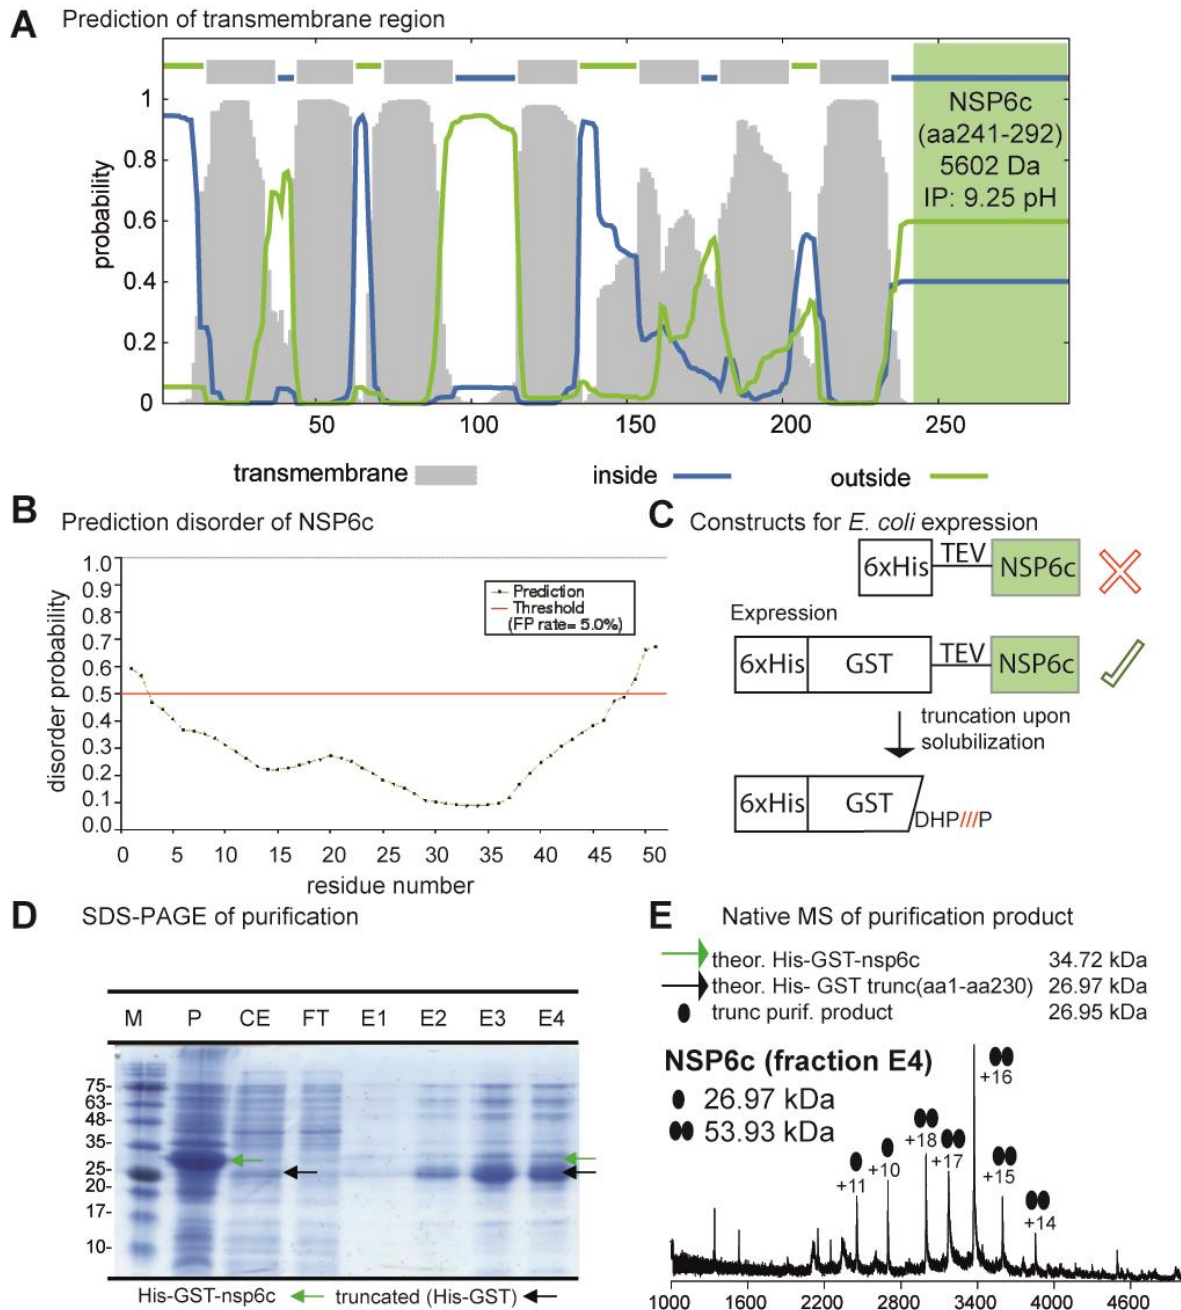 A Prediction of transmembrane region
probability
1
0.8
0.6
0.4
0.2
0
NSP6c
(aa241-292)
5602 Da
IP: 9.25 pH
50 100 150 200 250
transmembrane inside outside
B Prediction disorder of NSP6c
disorder probability
1.0
0.9
0.8
0.7
0.6
0.5
0.4
0.3
0.2
0.1
0.0
Prediction
Threshold
(FP rate= 5.0%)
0 5 10 15 20 25 30 35 40 45 50
residue number
C Constructs for E. coli expression
6xHis TEV NSP6c
Expression
6xHis GST TEV NSP6c
truncation upon
solubilization
6xHis GST
DHP///P
D SDS-PAGE of purification
M P CE FT E1 E2 E3 E4
75-
63-
48-
35-
25-
20-
17-
10-
His-GST-nsp6c truncated (His-GST)
E Native MS of purification product
theor. His-GST-nsp6c 34.72 kDa
theor. His- GST trunc(aa1-aa230) 26.97 kDa
trunc purif. product 26.95 kDa
NSP6c (fraction E4)
26.97 kDa
53.93 kDa
+11
+10
+18
+17
+16
+15
+14
1000 1600 2200 2800 3400 4600